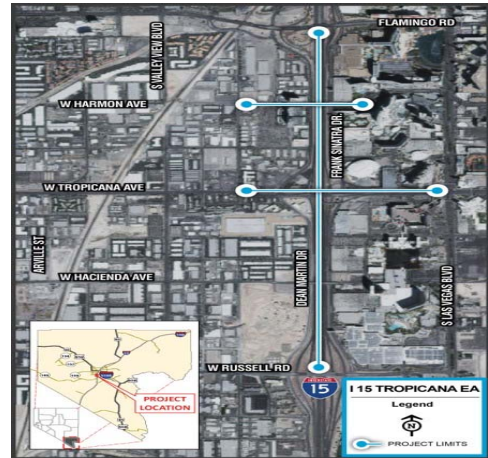 FLAMINGO RD
S VALLEY VIEW BLVD
W HARMON AVE
FRANK SINATRA DR.
W TROPICANA AVE
ARVILLE ST
DEAN MARTIN DR
W HACIENDA AVE
S LAS VEGAS BLVD
W RUSSELL RD
PROJECT
LOCATION
INTERSTATE
15
I 15 TROPICANA EA
Legend
N
PROJECT LIMITS